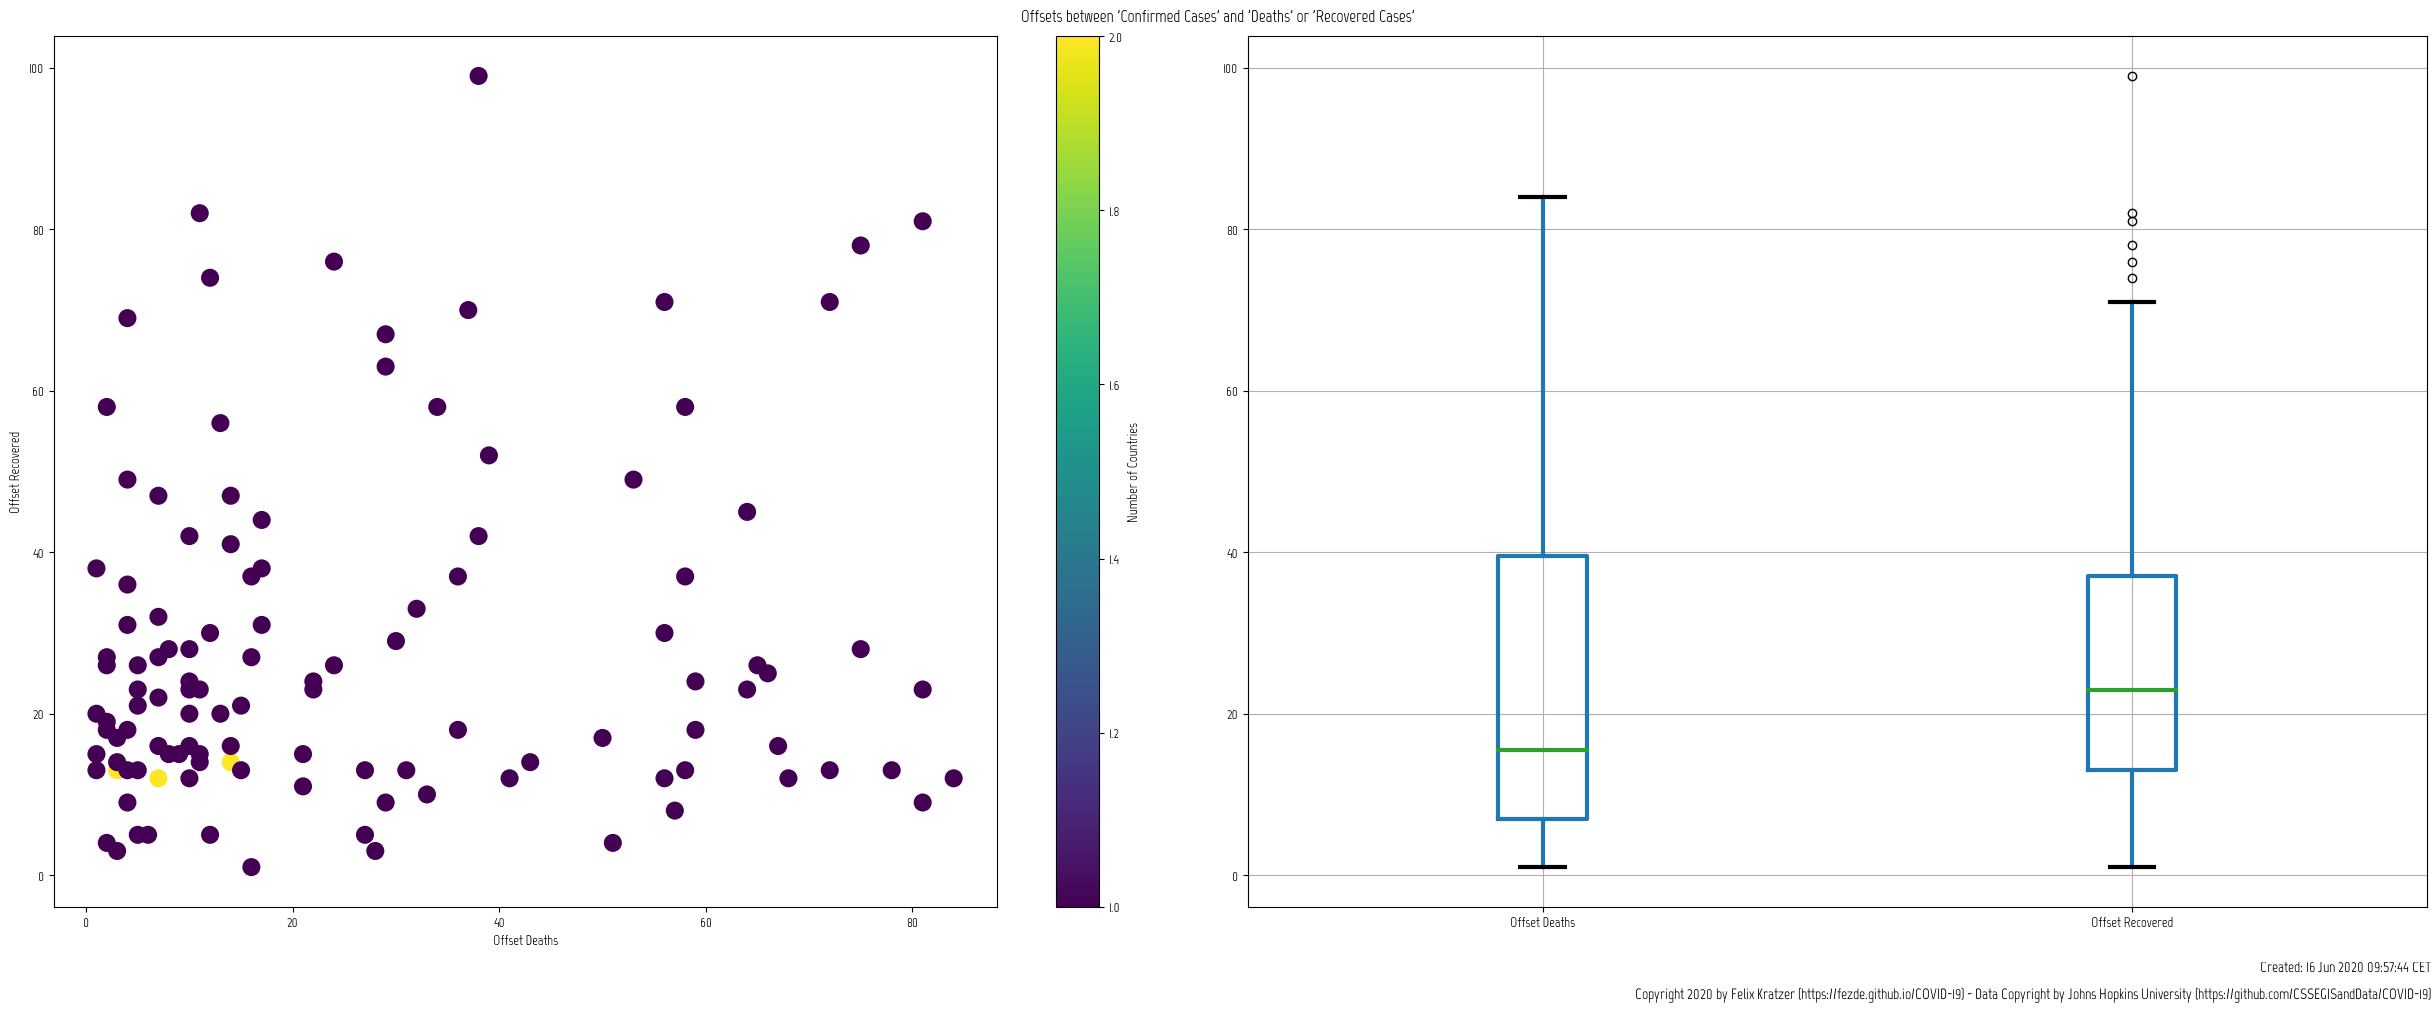 Offsets between 'Confirmed Cases' and 'Deaths' or 'Recovered Cases'
100
80
60
40
20
0
Offset Recovered
0
20
40
60
80
Offset Deaths
2.0
1.8
1.6
1.4
1.2
1.0
Number of Countries
100
80
60
40
20
0
Offset Deaths
Offset Recovered
Created: 16 Jun 2020 09:57:44 CET
Copyright 2020 by Felix Kratzer (https://fezde.github.io/COVID-19) - Data Copyright by Johns Hopkins University (https://github.com/CSSEGISandData/COVID-19)